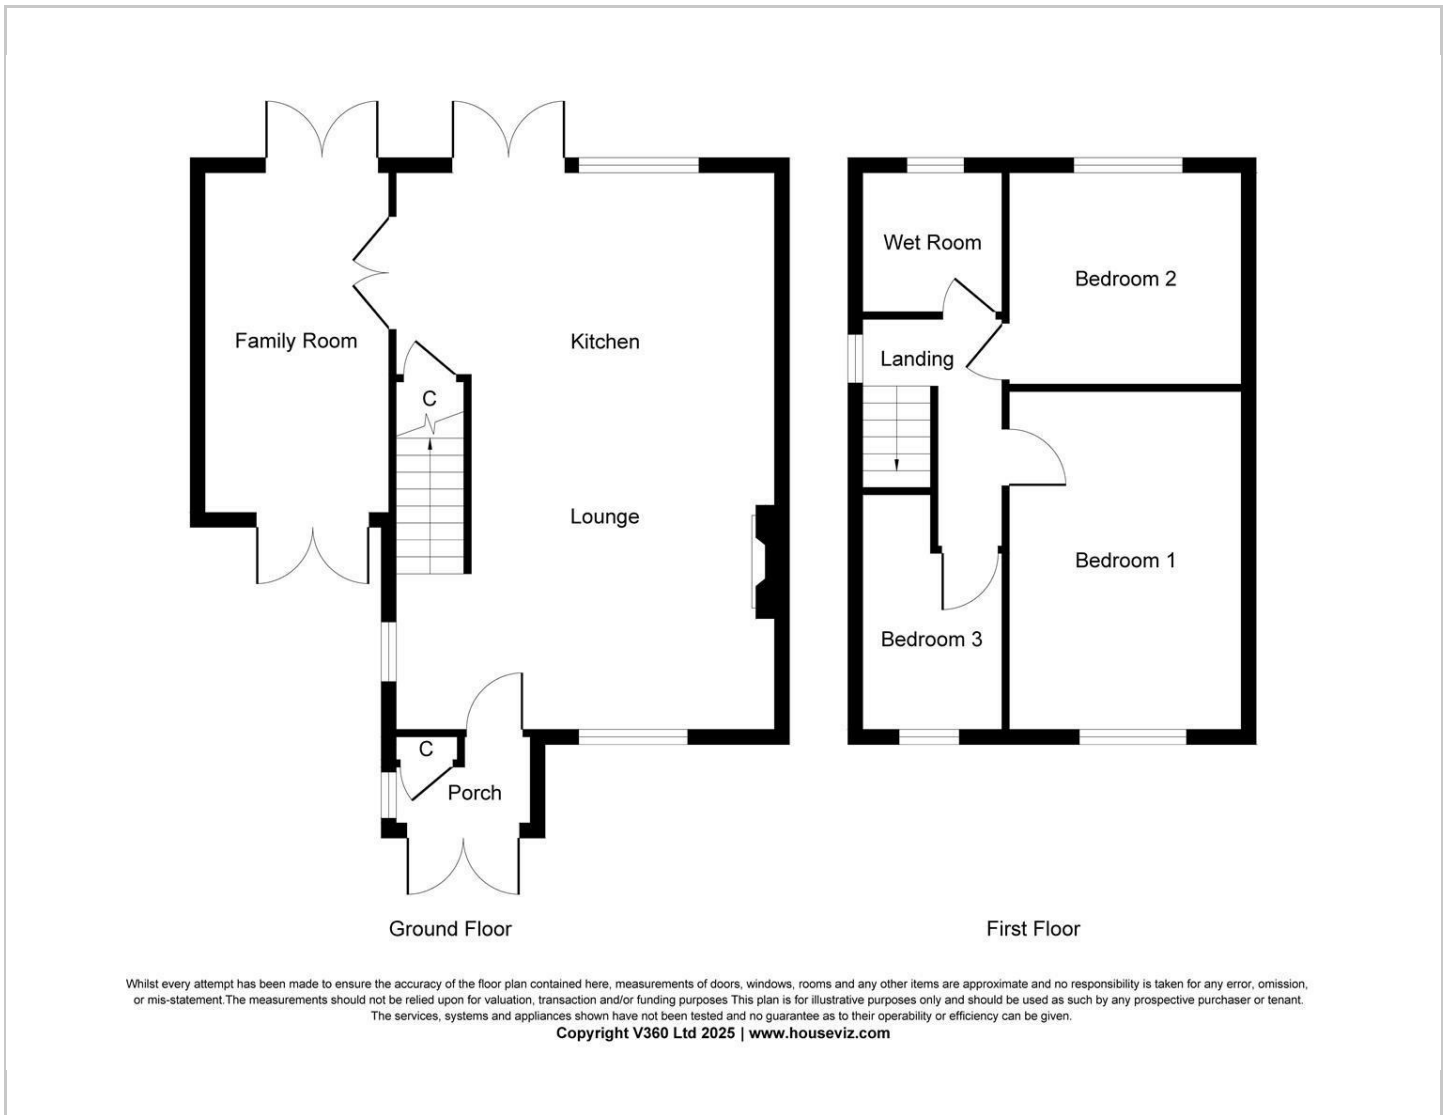 Family Room
Kitchen
C
Lounge
C
Porch
Ground Floor
Wet Room
Bedroom 2
Landing
Bedroom 1
Bedroom 3
First Floor
Whilst every attempt has been made to ensure the accuracy of the floor plan contained here, measurements of doors, windows, rooms and any other items are approximate and no responsibility is taken for any error, omission,
or mis-statement.The measurements should not be relied upon for valuation, transaction and/or funding purposes This plan is for illustrative purposes only and should be used as such by any prospective purchaser or tenant.
The services, systems and appliances shown have not been tested and no guarantee as to their operability or efficiency can be given.
Copyright V360 Ltd 2025 | www.houseviz.com